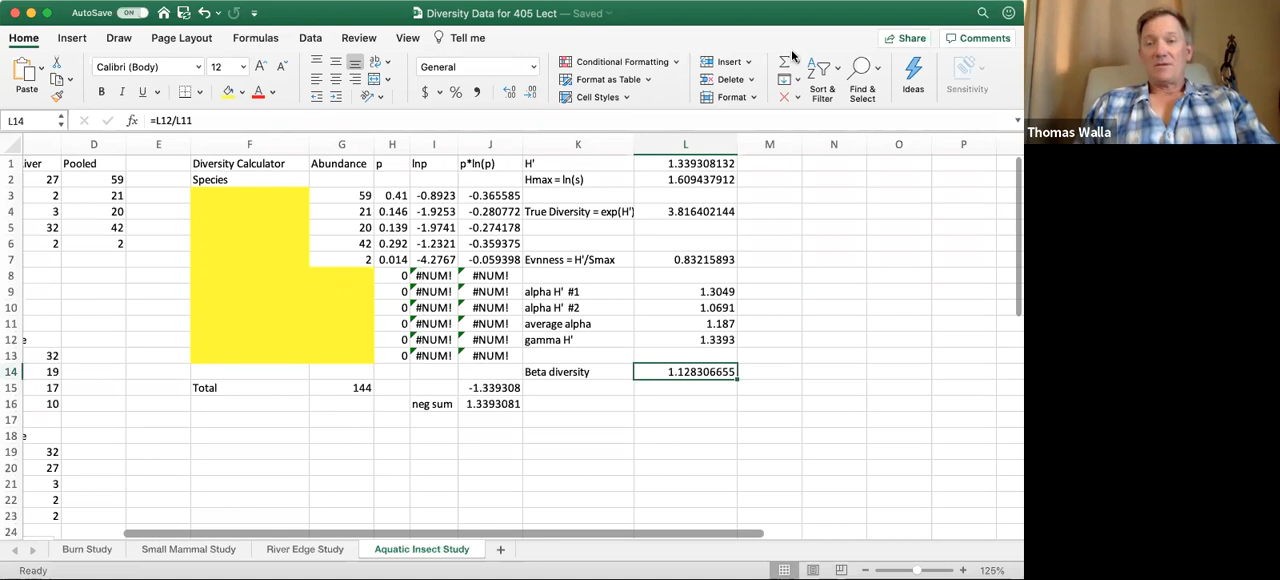 AutoSave ON Diversity Data for 405 Lect — Saved
Home Insert Draw Page Layout Formulas Data Review View Tell me Share Comments
Paste Calibri (Body) 12 General Conditional Formatting Format as Table Cell Styles Insert Delete Format Sort & Filter Find & Select Ideas Sensitivity
L14 fx =L12/L11
D E F G H I J K L M N O P
1 iver Pooled Diversity Calculator Abundance p lnp p*ln(p) H' 1.339308132
2 27 59 Species Hmax = ln(s) 1.609437912
3 2 21 59 0.41 -0.8923 -0.365585
4 3 20 21 0.146 -1.9253 -0.280772 True Diversity = exp(H') 3.816402144
5 32 42 20 0.139 -1.9741 -0.274178
6 2 2 42 0.292 -1.2321 -0.359375
7 2 0.014 -4.2767 -0.059398 Evnness = H'/Smax 0.83215893
8 0 #NUM! #NUM!
9 0 #NUM! #NUM! alpha H' #1 1.3049
10 0 #NUM! #NUM! alpha H' #2 1.0691
11 0 #NUM! #NUM! average alpha 1.187
12 e 0 #NUM! #NUM! gamma H' 1.3393
13 32 0 #NUM! #NUM!
14 19 Beta diversity 1.128306655
15 17 Total 144 -1.339308
16 10 neg sum 1.3393081
17
18 e
19 32
20 27
21 3
22 2
23 2
24
Burn Study Small Mammal Study River Edge Study Aquatic Insect Study
Ready 125%
Thomas Walla